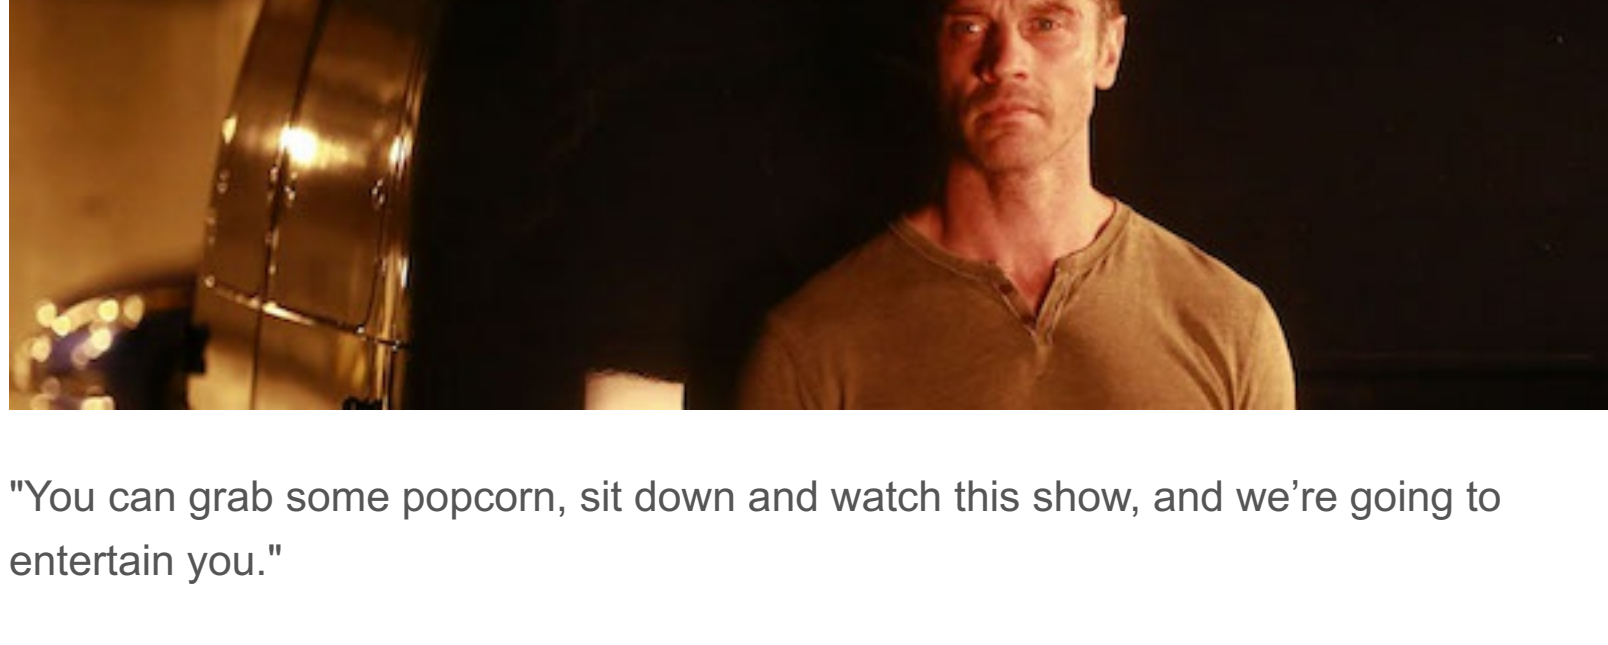 "You can grab some popcorn, sit down and watch this show, and we’re going to
entertain you."